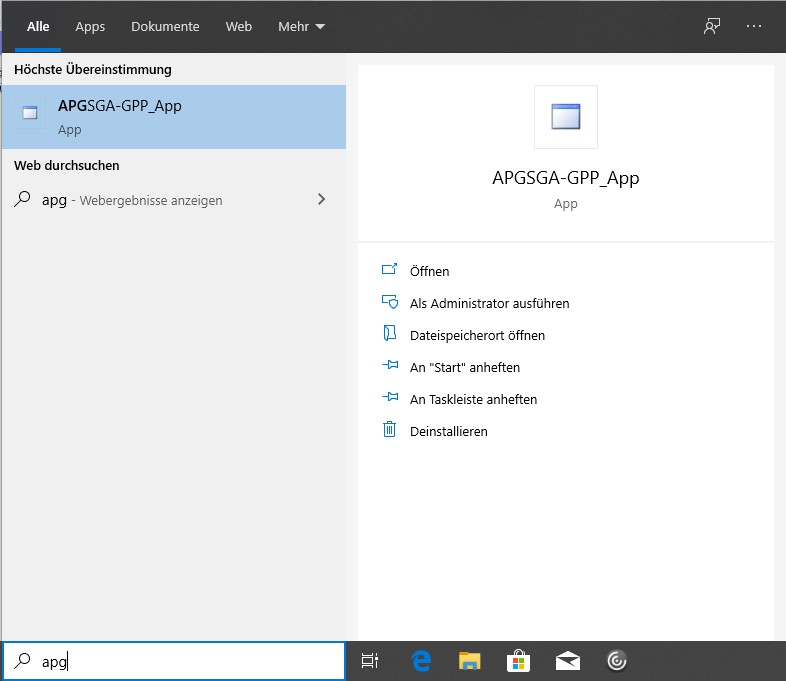 Alle Apps Dokumente Web Mehr
Höchste Übereinstimmung
APGSGA-GPP_App
App
Web durchsuchen
apg - Webergebnisse anzeigen
APGSGA-GPP_App
App
Öffnen
Als Administrator ausführen
Dateispeicherort öffnen
An "Start" anheften
An Taskleiste anheften
Deinstallieren
apg